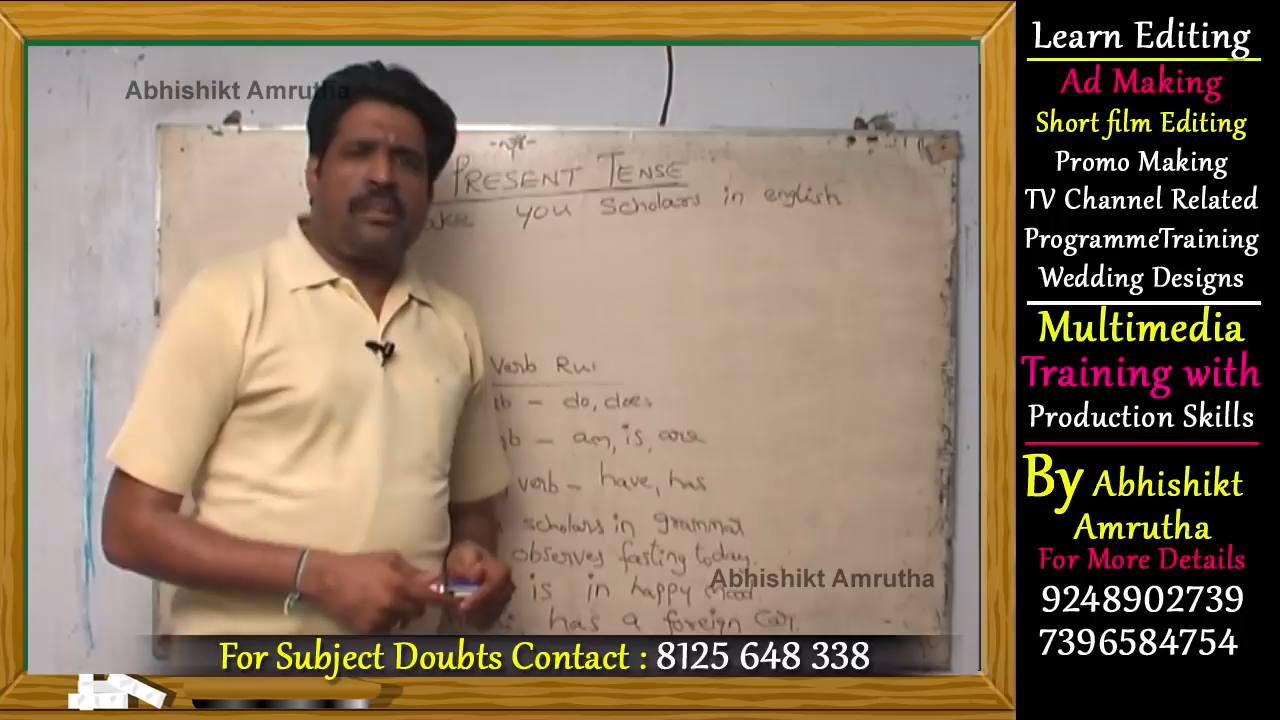 Abhishikt Amrutha
PRESENT TENSE
you scholars in english
Verb Rul
do, does
am, is, are
verb – have, has
scholars in grammar
observes fasting today.
Abhishikt Amrutha
is in happy mood
has a foreign car.
For Subject Doubts Contact : 8125 648 338
Learn Editing
Ad Making
Short film Editing
Promo Making
TV Channel Related
ProgrammeTraining
Wedding Designs
Multimedia
Training with
Production Skills
By Abhishikt
Amrutha
For More Details
9248902739
7396584754